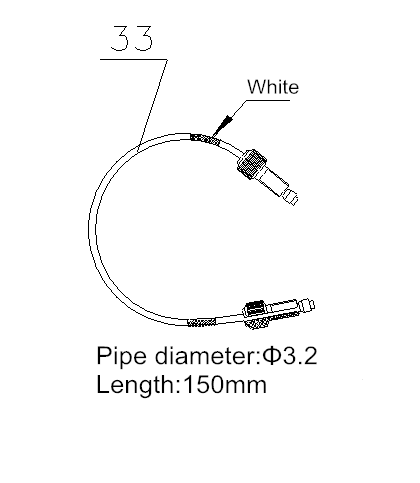 33
White
Pipe diameter:Φ3.2
Length:150mm